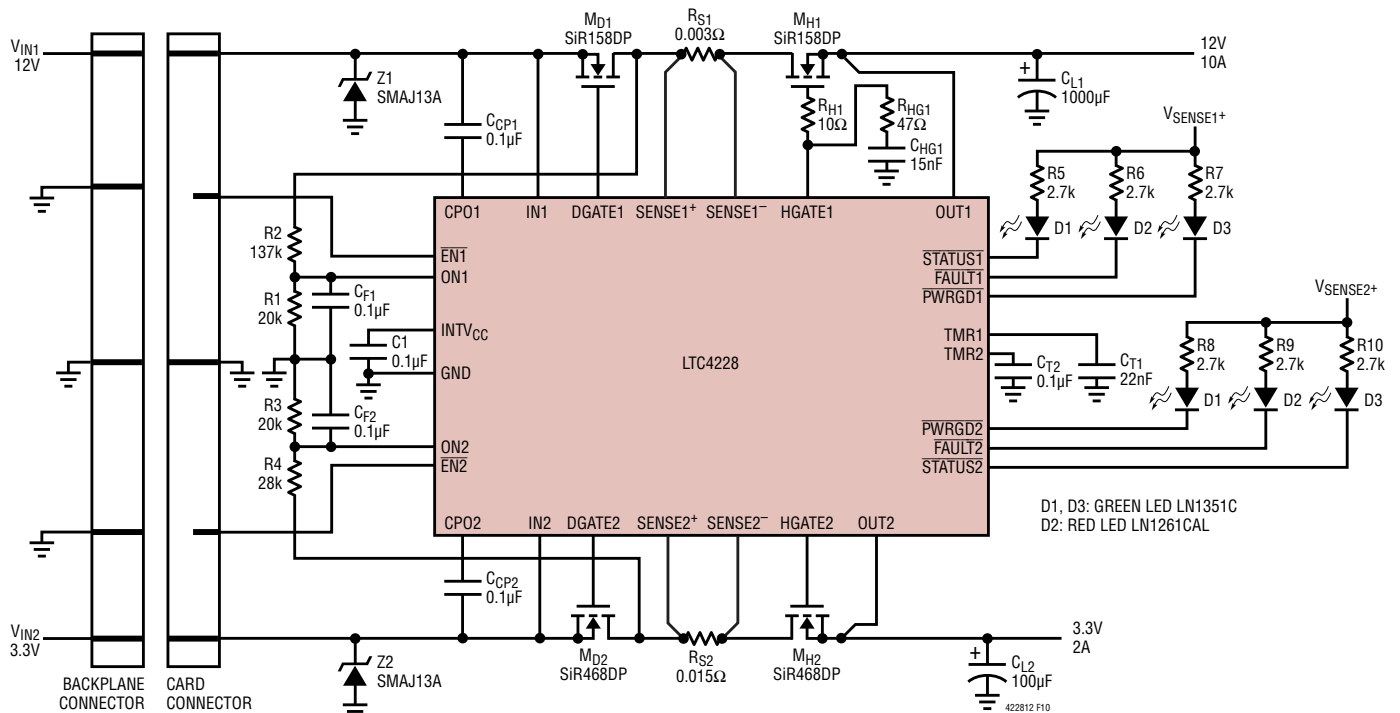 M_D1
SiR158DP
R_S1
0.003Ω
M_H1
SiR158DP
V_IN1
12V
12V
10A
Z1
SMAJ13A
C_CP1
0.1µF
R_H1
10Ω
R_HG1
47Ω
C_HG1
15nF
+
C_L1
1000µF
V_SENSE1+
R5
2.7k
R6
2.7k
R7
2.7k
D1
D2
D3
CPO1
IN1
DGATE1
SENSE1+
SENSE1−
HGATE1
OUT1
R2
137k
EN1
ON1
R1
20k
C_F1
0.1µF
C1
0.1µF
INTV_CC
GND
LTC4228
STATUS1
FAULT1
PWRGD1
TMR1
TMR2
C_T2
0.1µF
C_T1
22nF
V_SENSE2+
R8
2.7k
R9
2.7k
R10
2.7k
D1
D2
D3
R3
20k
C_F2
0.1µF
ON2
EN2
R4
28k
PWRGD2
FAULT2
STATUS2
CPO2
IN2
DGATE2
SENSE2+
SENSE2−
HGATE2
OUT2
D1, D3: GREEN LED LN1351C
D2: RED LED LN1261CAL
C_CP2
0.1µF
V_IN2
3.3V
3.3V
2A
Z2
SMAJ13A
M_D2
SiR468DP
R_S2
0.015Ω
M_H2
SiR468DP
+
C_L2
100µF
BACKPLANE
CONNECTOR
CARD
CONNECTOR
422812 F10